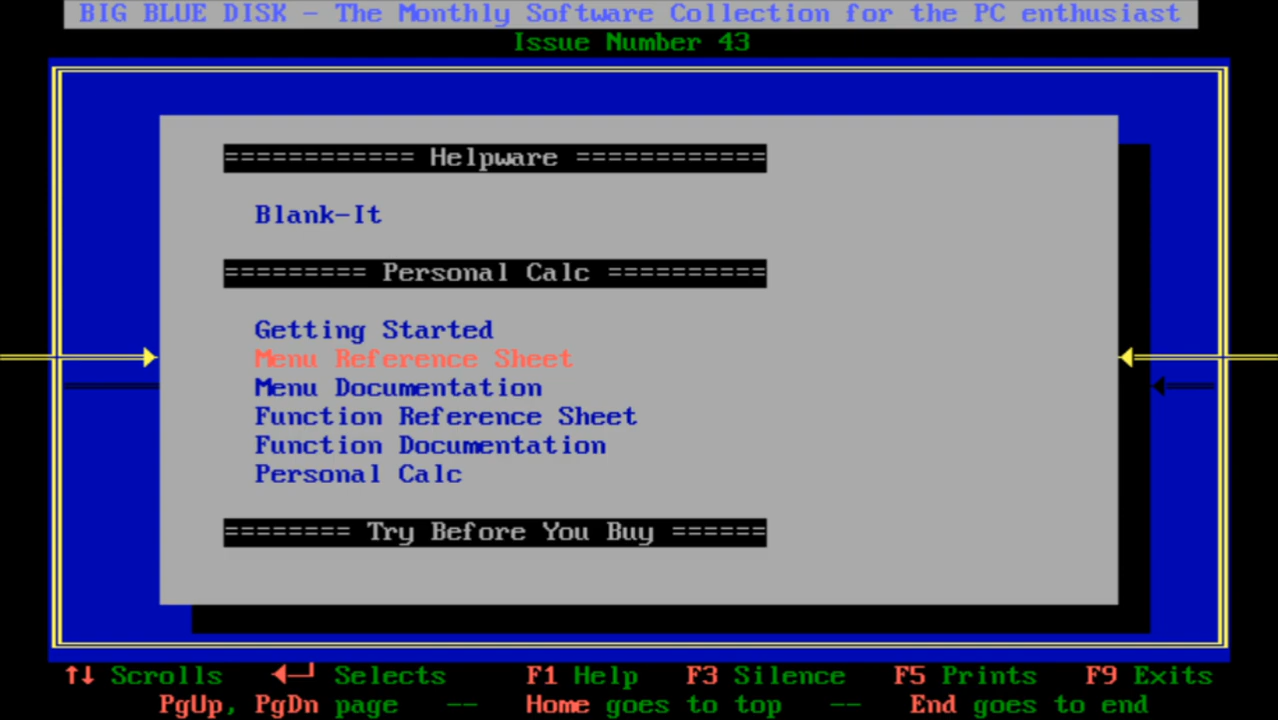 BIG BLUE DISK - The Monthly Software Collection for the PC enthusiast
Issue Number 43
============ Helpware ============
Blank-It
========= Personal Calc ==========
Getting Started
Menu Reference Sheet
Menu Documentation
Function Reference Sheet
Function Documentation
Personal Calc
======== Try Before You Buy ======
↑↓ Scrolls ◄─┘ Selects F1 Help F3 Silence F5 Prints F9 Exits
PgUp, PgDn page -- Home goes to top -- End goes to end